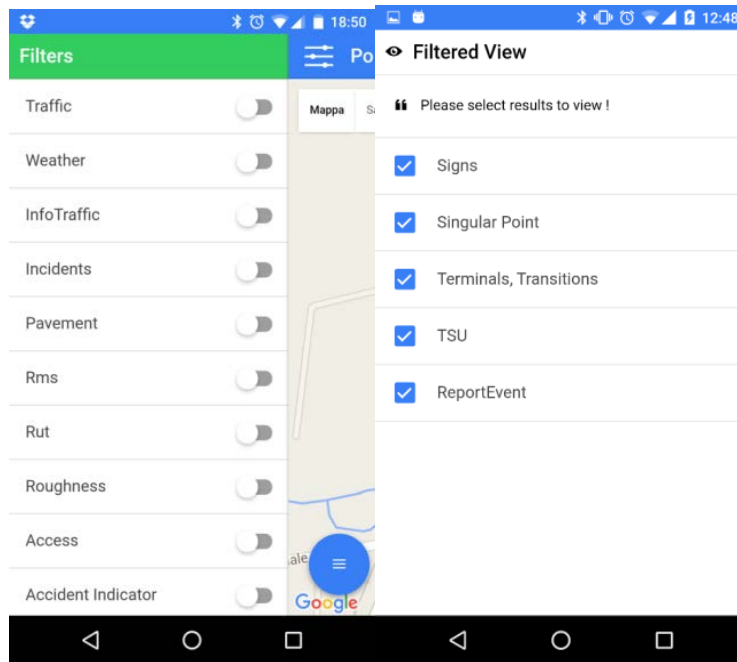 18:50
Filters
Po
Traffic
Mappa
Weather
InfoTraffic
Incidents
Pavement
Rms
Rut
Roughness
Access
ale
Accident Indicator
Google
12:48
Filtered View
Please select results to view !
Signs
Singular Point
Terminals, Transitions
TSU
ReportEvent